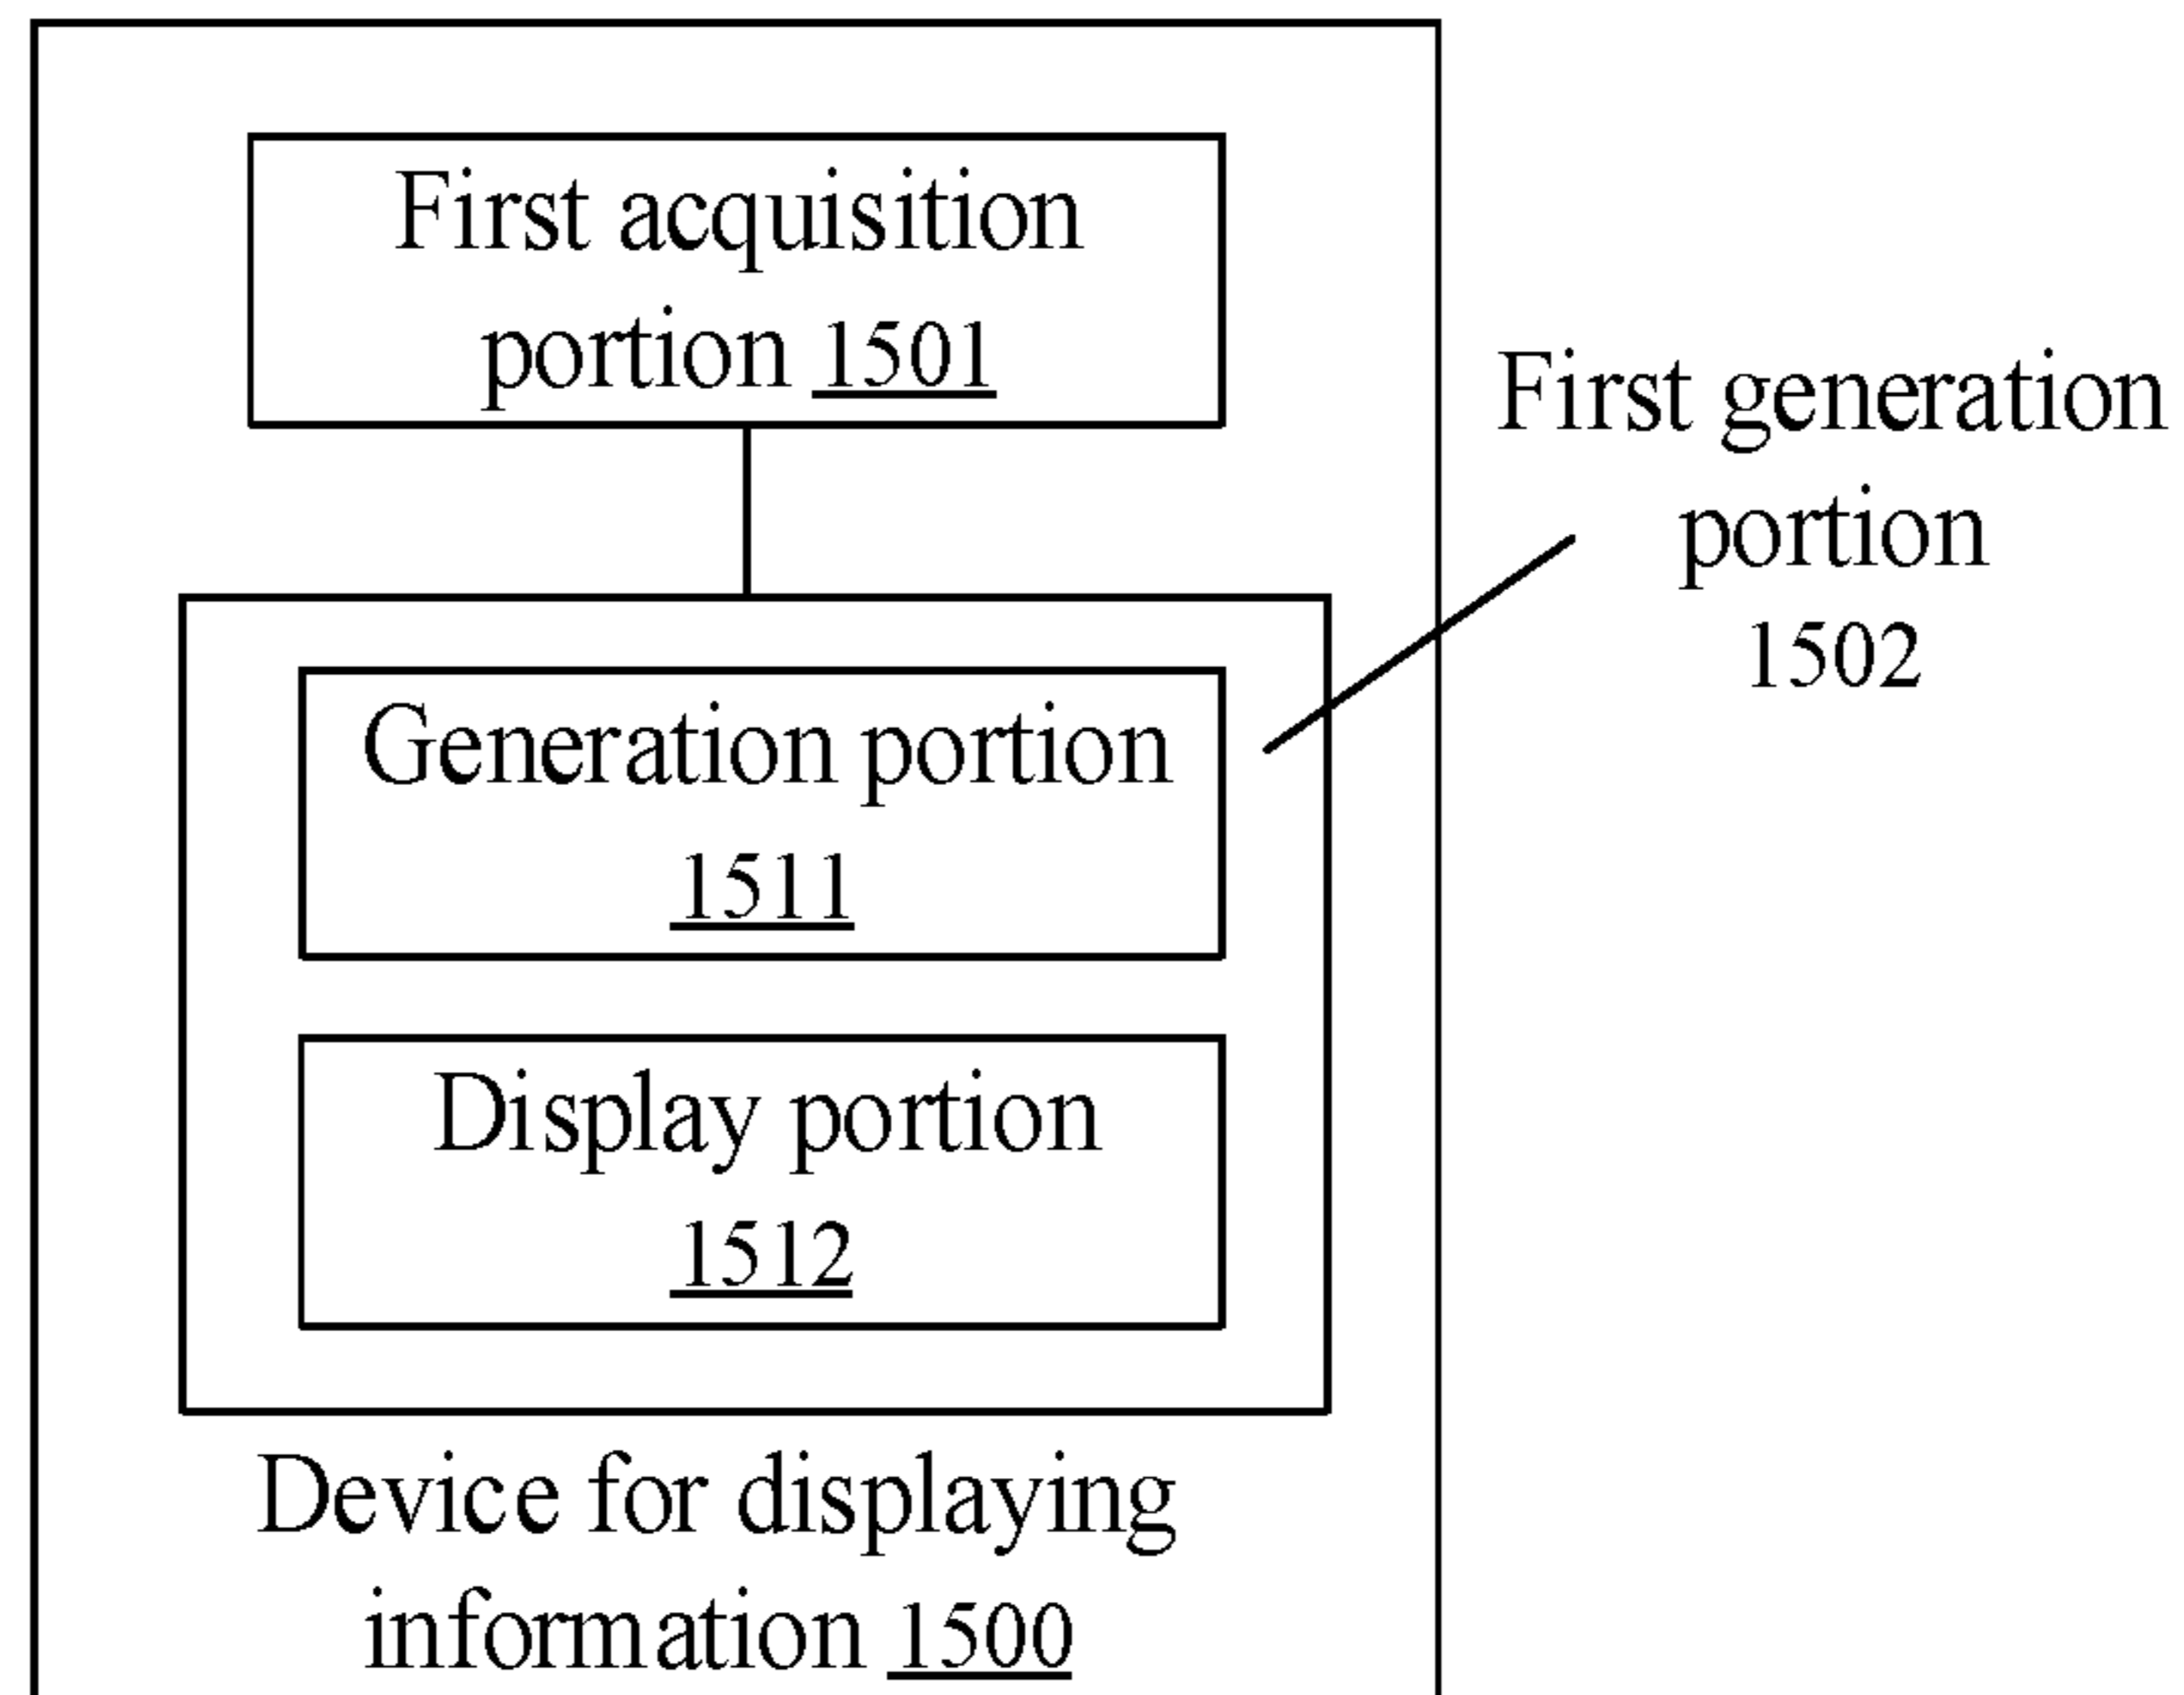 First acquisition
portion 1501
First generation
portion
1502
Generation portion
1511
Display portion
1512
Device for displaying
information 1500